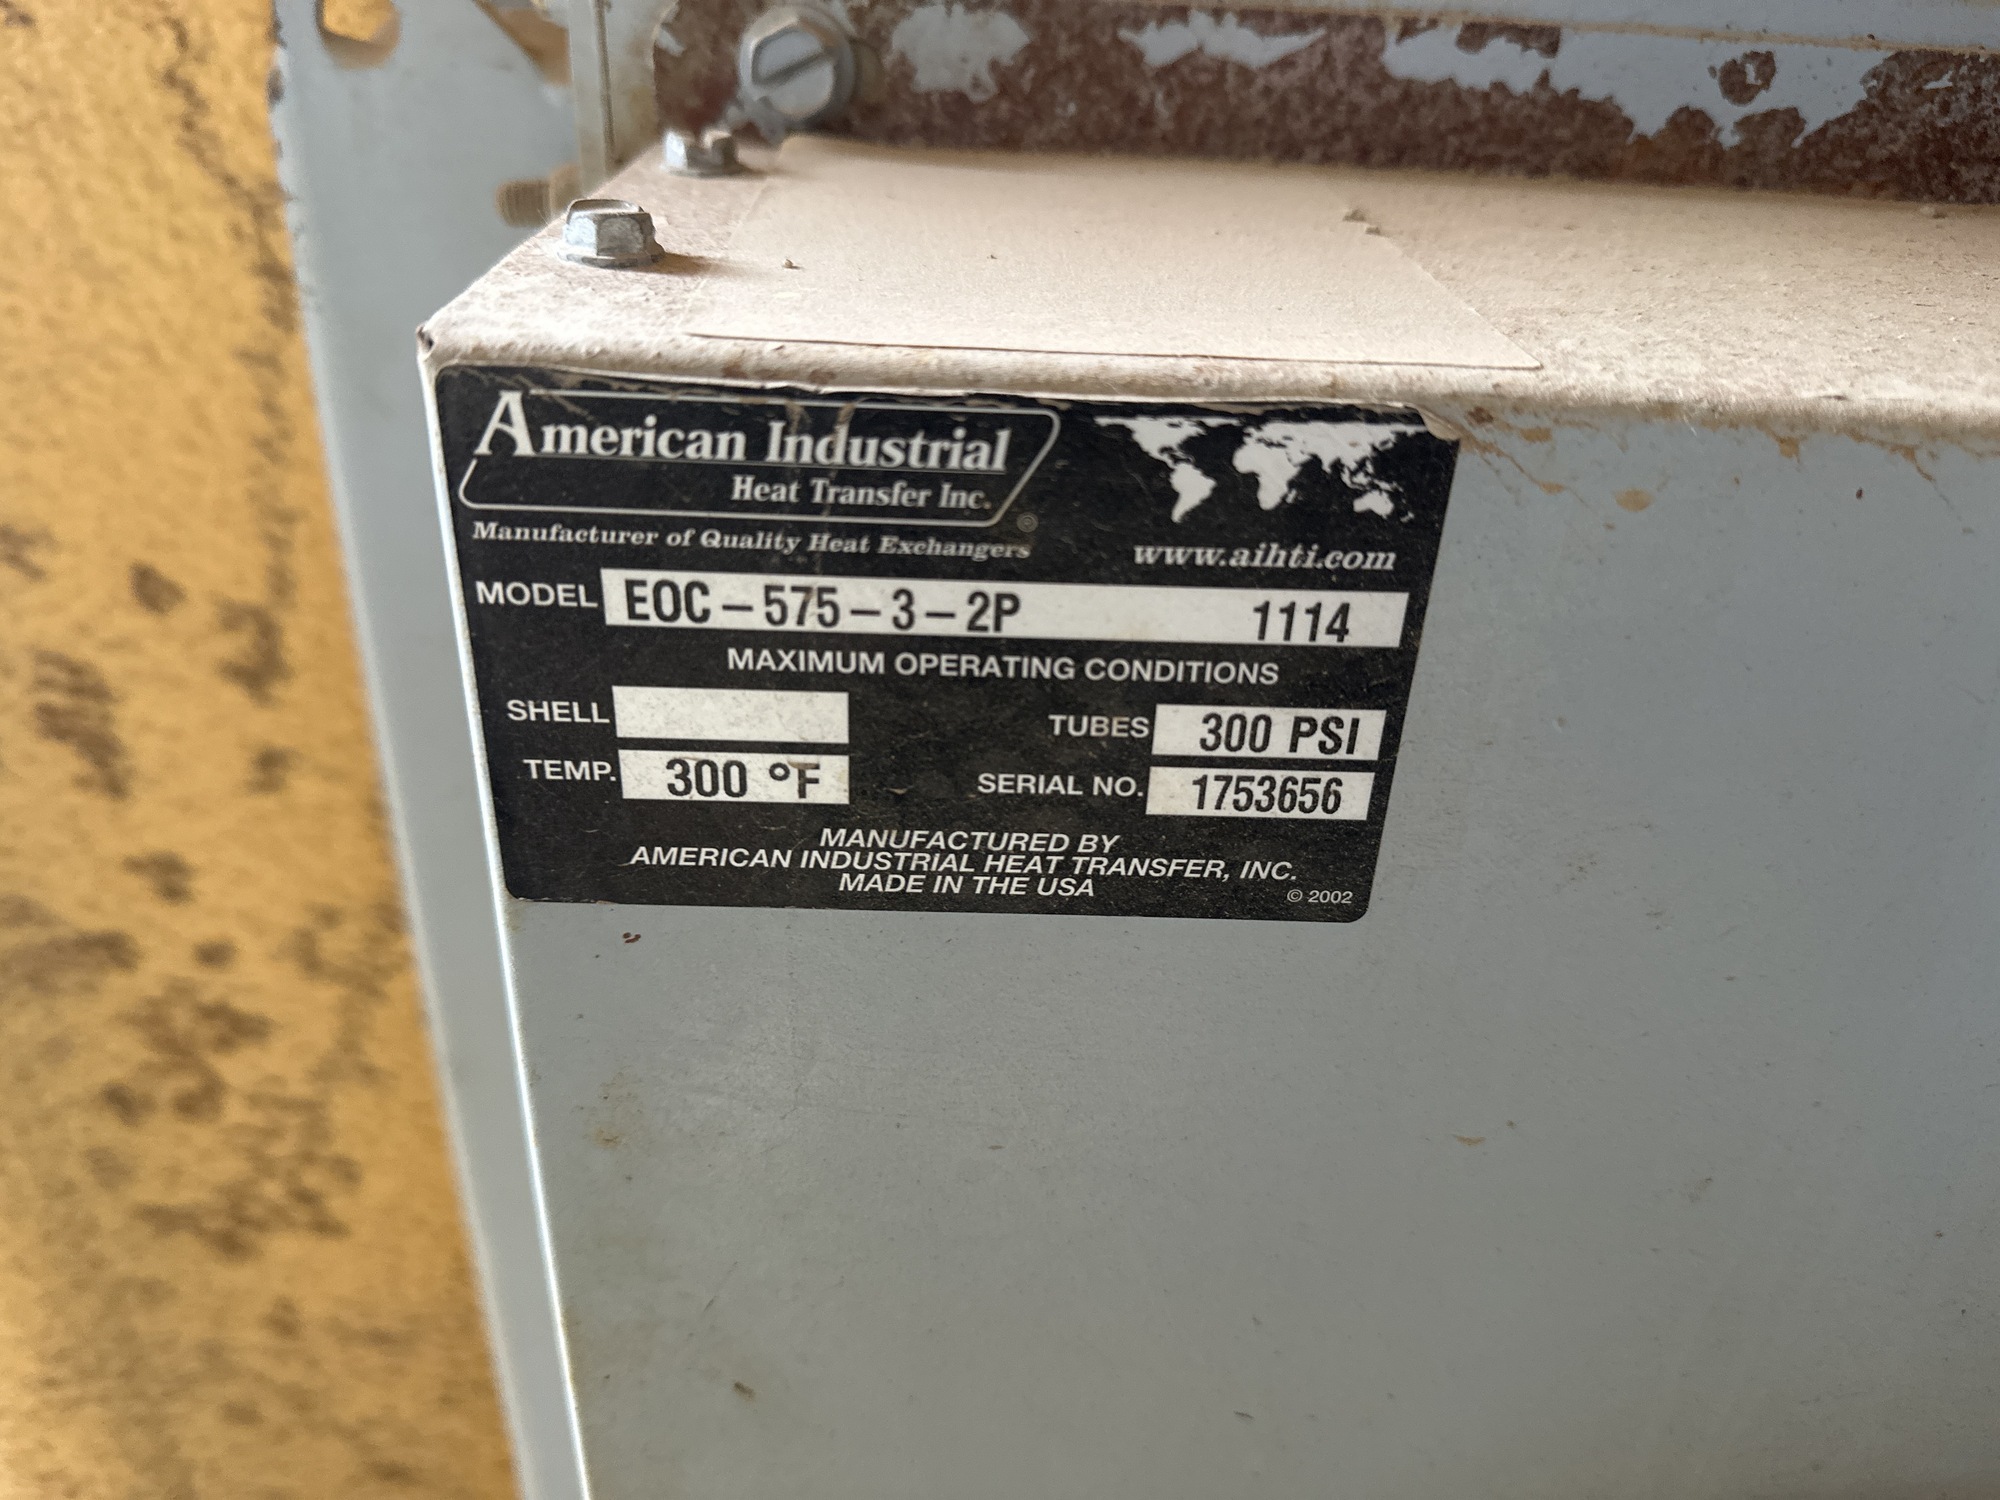 American Industrial
Heat Transfer Inc.
®
Manufacturer of Quality Heat Exchangers
www.aihti.com
MODEL EOC-575-3-2P 1114
MAXIMUM OPERATING CONDITIONS
SHELL TUBES 300 PSI
TEMP. 300 °F SERIAL NO. 1753656
MANUFACTURED BY
AMERICAN INDUSTRIAL HEAT TRANSFER, INC.
MADE IN THE USA
© 2002